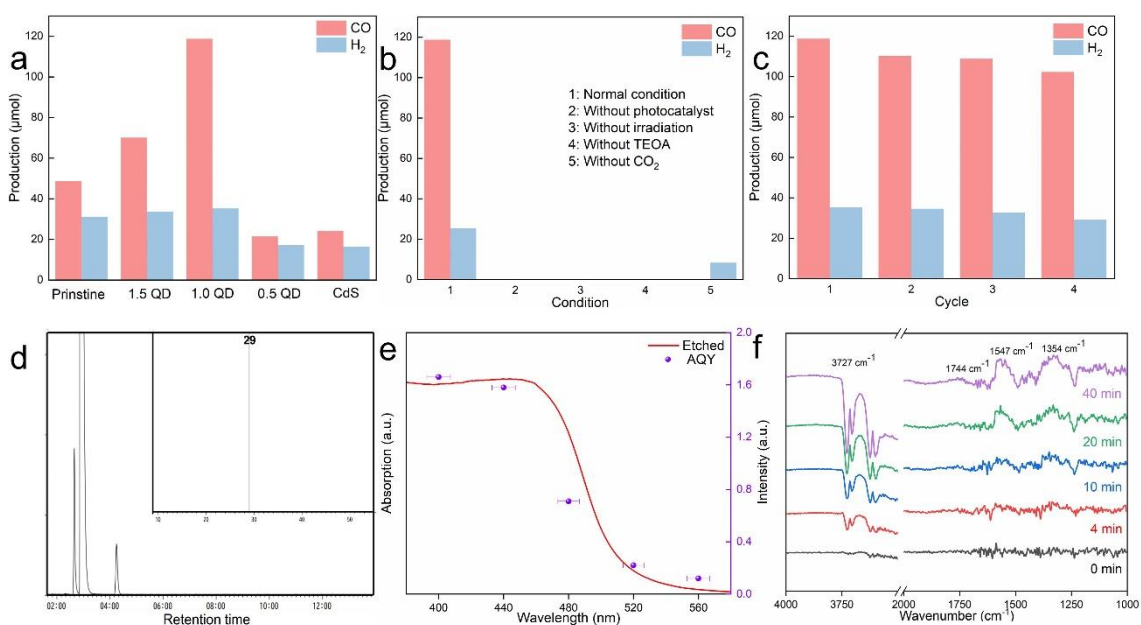 a
CO
H2
Production (μmol)
120
100
80
60
40
20
0
Prinstine
1.5 QD
1.0 QD
0.5 QD
CdS
b
CO
H2
1: Normal condition
2: Without photocatalyst
3: Without irradiation
4: Without TEOA
5: Without CO2
Production (μmol)
120
100
80
60
40
20
0
1
2
3
4
5
Condition
c
CO
H2
Production (μmol)
120
100
80
60
40
20
0
1
2
3
4
Cycle
d
29
10
20
30
40
50
02:00
04:00
06:00
08:00
10:00
12:00
Retention time
e
Etched
AQY
Absorption (a.u.)
2.0
1.6
1.2
0.8
0.4
0.0
400
440
480
520
560
Wavelength (nm)
f
Intensity (a.u.)
3727 cm-1
1744 cm-1
1547 cm-1
1354 cm-1
40 min
20 min
10 min
4 min
0 min
4000
3750
2000
1750
1500
1250
1000
Wavenumber (cm-1)